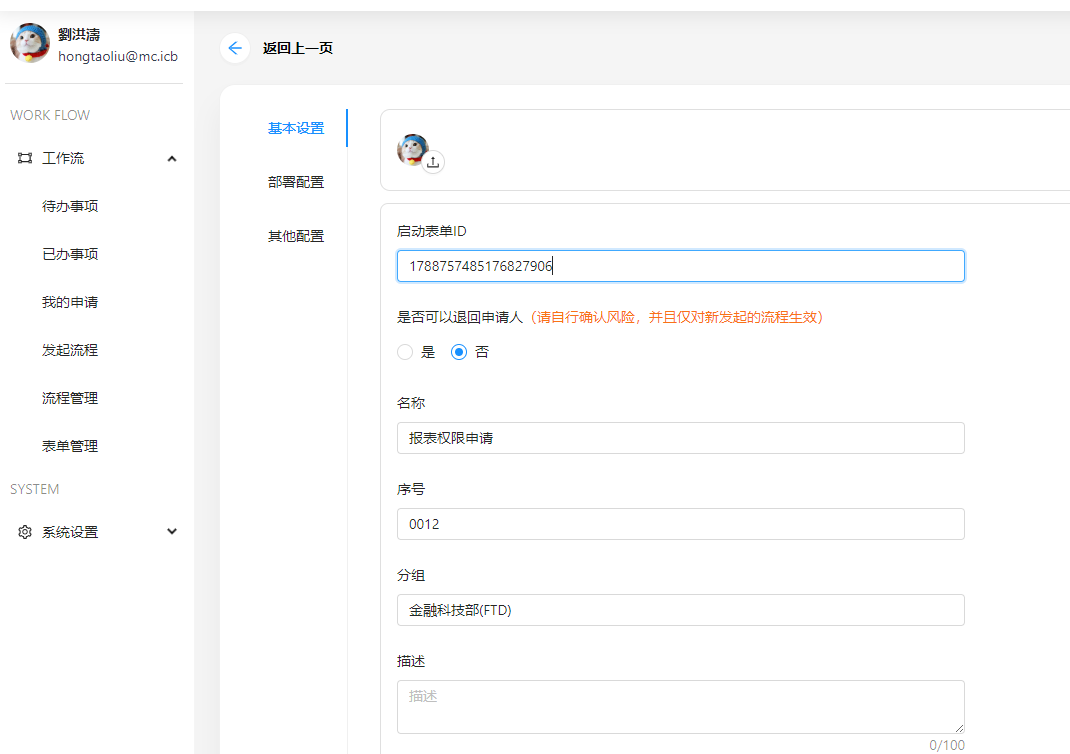 劉洪濤
hongtaoliu@mc.icb
WORK FLOW
工作流
待办事项
已办事项
我的申请
发起流程
流程管理
表单管理
SYSTEM
系统设置
返回上一页
基本设置
部署配置
其他配置
启动表单ID
1788757485176827906
是否可以退回申请人（请自行确认风险，并且仅对新发起的流程生效）
是 否
名称
报表权限申请
序号
0012
分组
金融科技部(FTD)
描述
描述
0/100